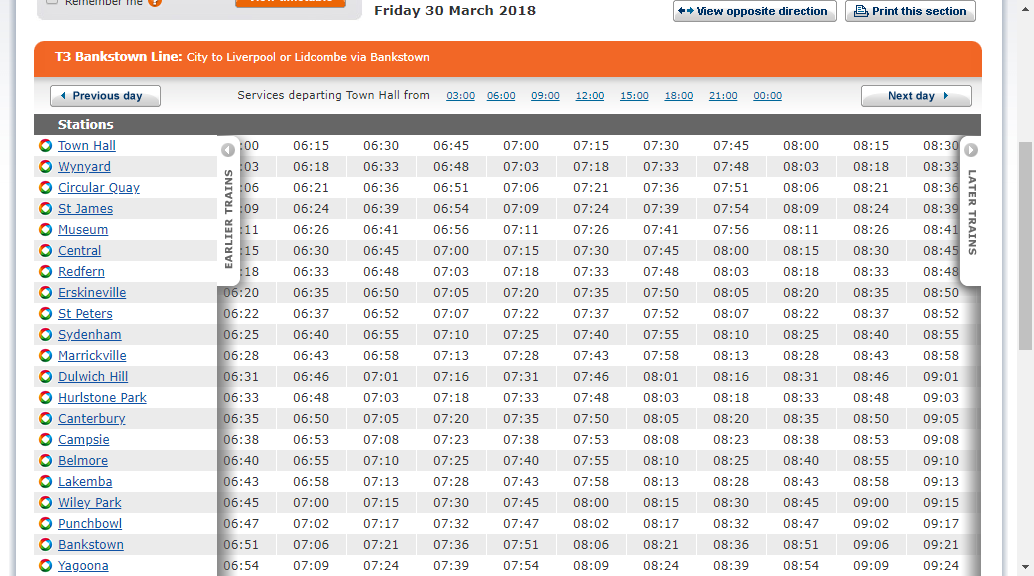 Remember me ?
Friday 30 March 2018
View opposite direction
Print this section
T3 Bankstown Line: City to Liverpool or Lidcombe via Bankstown
Previous day
Services departing Town Hall from 03:00 06:00 09:00 12:00 15:00 18:00 21:00 00:00
Next day
Stations
EARLIER TRAINS
LATER TRAINS
Town Hall :00 06:15 06:30 06:45 07:00 07:15 07:30 07:45 08:00 08:15 08:30
Wynyard :03 06:18 06:33 06:48 07:03 07:18 07:33 07:48 08:03 08:18 08:33
Circular Quay :06 06:21 06:36 06:51 07:06 07:21 07:36 07:51 08:06 08:21 08:36
St James :09 06:24 06:39 06:54 07:09 07:24 07:39 07:54 08:09 08:24 08:39
Museum :11 06:26 06:41 06:56 07:11 07:26 07:41 07:56 08:11 08:26 08:41
Central :15 06:30 06:45 07:00 07:15 07:30 07:45 08:00 08:15 08:30 08:45
Redfern :18 06:33 06:48 07:03 07:18 07:33 07:48 08:03 08:18 08:33 08:48
Erskineville 06:20 06:35 06:50 07:05 07:20 07:35 07:50 08:05 08:20 08:35 08:50
St Peters 06:22 06:37 06:52 07:07 07:22 07:37 07:52 08:07 08:22 08:37 08:52
Sydenham 06:25 06:40 06:55 07:10 07:25 07:40 07:55 08:10 08:25 08:40 08:55
Marrickville 06:28 06:43 06:58 07:13 07:28 07:43 07:58 08:13 08:28 08:43 08:58
Dulwich Hill 06:31 06:46 07:01 07:16 07:31 07:46 08:01 08:16 08:31 08:46 09:01
Hurlstone Park 06:33 06:48 07:03 07:18 07:33 07:48 08:03 08:18 08:33 08:48 09:03
Canterbury 06:35 06:50 07:05 07:20 07:35 07:50 08:05 08:20 08:35 08:50 09:05
Campsie 06:38 06:53 07:08 07:23 07:38 07:53 08:08 08:23 08:38 08:53 09:08
Belmore 06:40 06:55 07:10 07:25 07:40 07:55 08:10 08:25 08:40 08:55 09:10
Lakemba 06:43 06:58 07:13 07:28 07:43 07:58 08:13 08:28 08:43 08:58 09:13
Wiley Park 06:45 07:00 07:15 07:30 07:45 08:00 08:15 08:30 08:45 09:00 09:15
Punchbowl 06:47 07:02 07:17 07:32 07:47 08:02 08:17 08:32 08:47 09:02 09:17
Bankstown 06:51 07:06 07:21 07:36 07:51 08:06 08:21 08:36 08:51 09:06 09:21
Yagoona 06:54 07:09 07:24 07:39 07:54 08:09 08:24 08:39 08:54 09:09 09:24